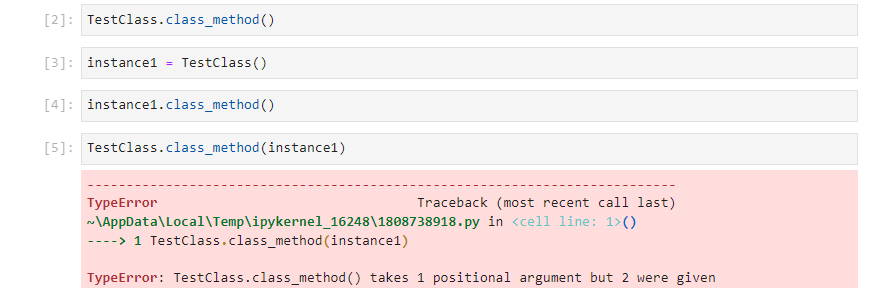 [2]: TestClass.class_method()
[3]: instance1 = TestClass()
[4]: instance1.class_method()
[5]: TestClass.class_method(instance1)
---------------------------------------------------------------------------
TypeError                                 Traceback (most recent call last)
~\AppData\Local\Temp\ipykernel_16248\1808738918.py in <cell line: 1>()
----> 1 TestClass.class_method(instance1)
TypeError: TestClass.class_method() takes 1 positional argument but 2 were given